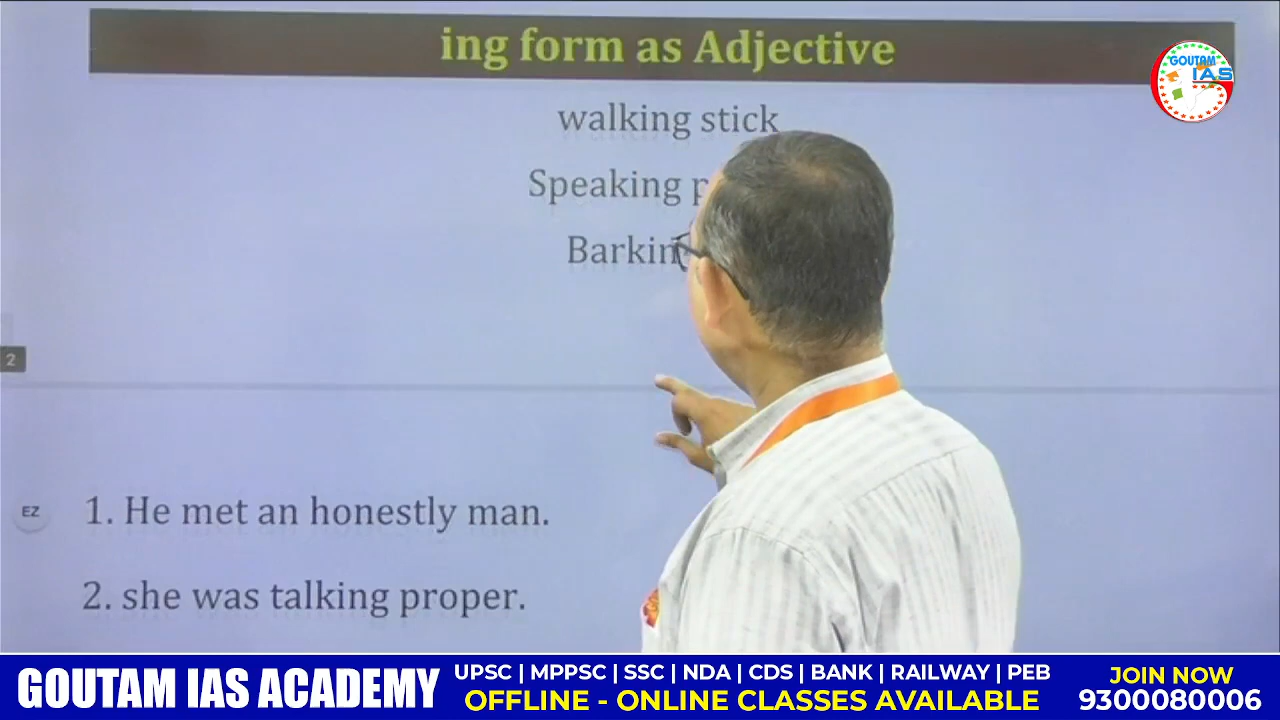 ing form as Adjective
GOUTAM
IAS
walking stick
Speaking
2
EZ
1. He met an honestly man.
2. she was talking proper.
GOUTAM IAS ACADEMY
UPSC | MPPSC | SSC | NDA | CDS | BANK | RAILWAY | PEB
OFFLINE - ONLINE CLASSES AVAILABLE
JOIN NOW
9300080006